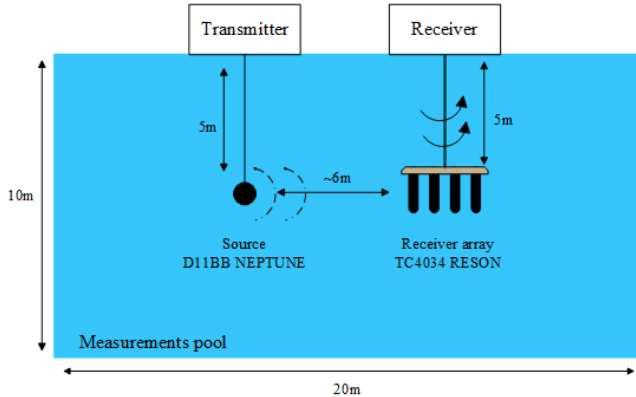 Transmitter
Receiver
5m
5m
~6m
10m
Source
D11BB NEPTUNE
Receiver array
TC4034 RESON
Measurements pool
20m